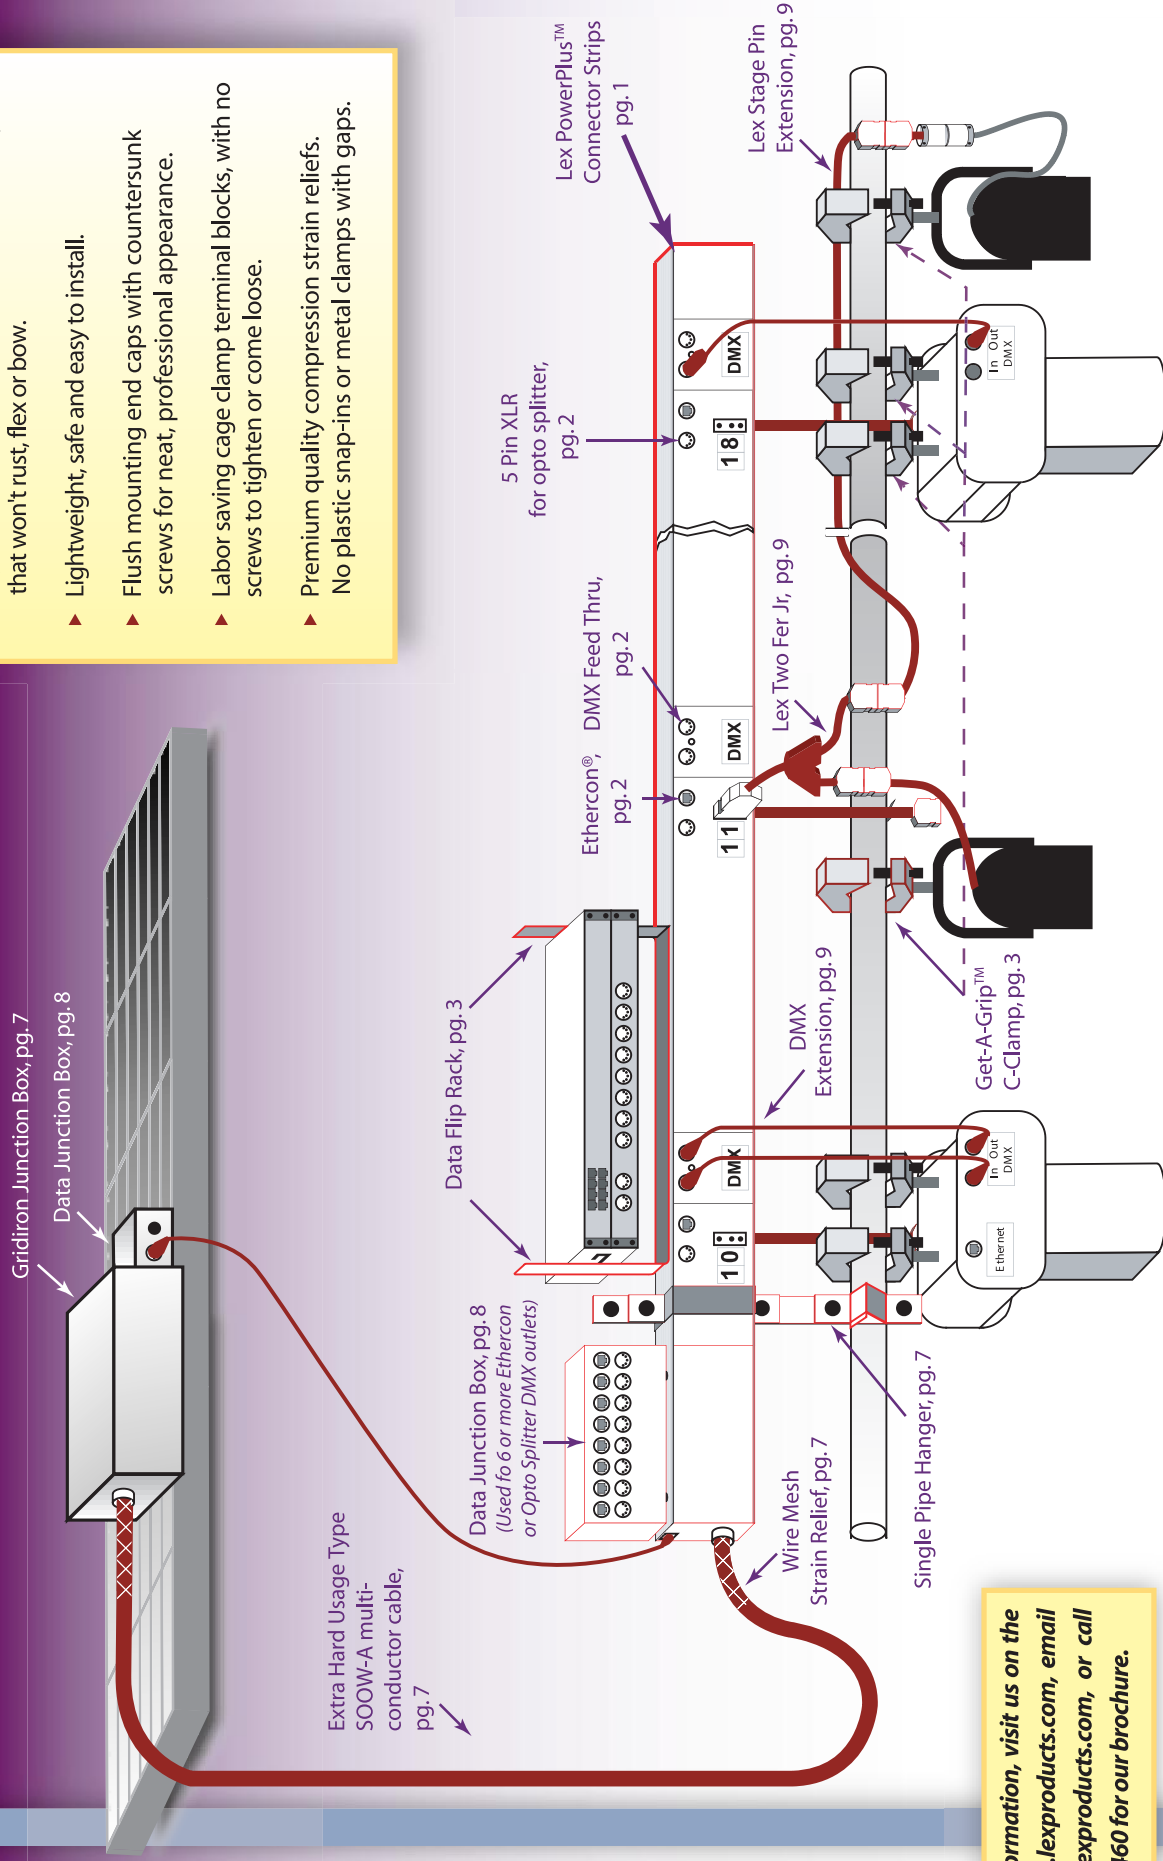 that won't rust, flex or bow.
Lightweight, safe and easy to install.
Flush mounting end caps with countersunk
screws for neat, professional appearance.
Labor saving cage clamp terminal blocks, with no
screws to tighten or come loose.
Premium quality compression strain reliefs.
No plastic snap-ins or metal clamps with gaps.
Gridiron Junction Box, pg. 7
Data Junction Box, pg. 8
Extra Hard Usage Type
SOOW-A multi-
conductor cable,
pg. 7
Data Flip Rack, pg. 3
Data Junction Box, pg. 8
(Used fo 6 or more Ethercon
or Opto Splitter DMX outlets)
5 Pin XLR
for opto splitter,
pg. 2
Lex PowerPlus™
Connector Strips
pg. 1
Ethercon®,
pg. 2
DMX Feed Thru,
pg. 2
10
DMX
11
DMX
18
DMX
Lex Stage Pin
Extension, pg. 9
Lex Two Fer Jr, pg. 9
DMX
Extension, pg. 9
Wire Mesh
Strain Relief, pg. 7
Single Pipe Hanger, pg. 7
Get-A-Grip™
C-Clamp, pg. 3
Ethernet
In Out
DMX
In Out
DMX
ormation, visit us on the
.lexproducts.com, email
exproducts.com, or call
460 for our brochure.